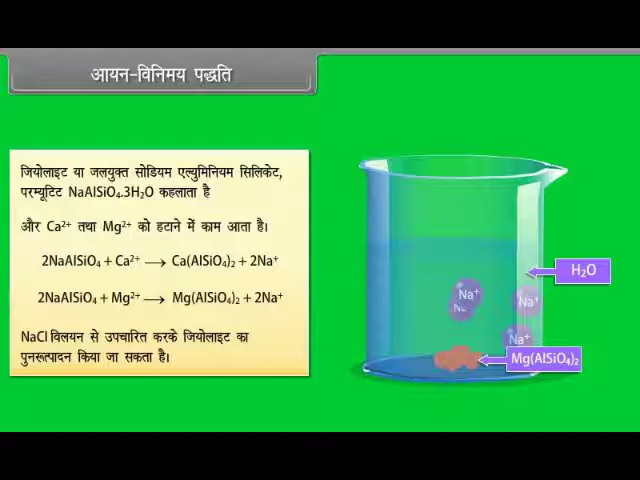 आयन-विनिमय पद्धति
जियोलाइट या जलयुक्त सोडियम एल्युमिनियम सिलिकेट,
परम्यूटिट NaAlSiO₄.3H₂O कहलाता है
और Ca²⁺ तथा Mg²⁺ को हटाने में काम आता है।
2NaAlSiO₄ + Ca²⁺ ⟶ Ca(AlSiO₄)₂ + 2Na⁺
2NaAlSiO₄ + Mg²⁺ ⟶ Mg(AlSiO₄)₂ + 2Na⁺
NaCl विलयन से उपचारित करके जियोलाइट का
पुनरूत्पादन किया जा सकता है।
H₂O
Na⁺
Na
Na⁺
Na⁺
Mg(AlSiO₄)₂